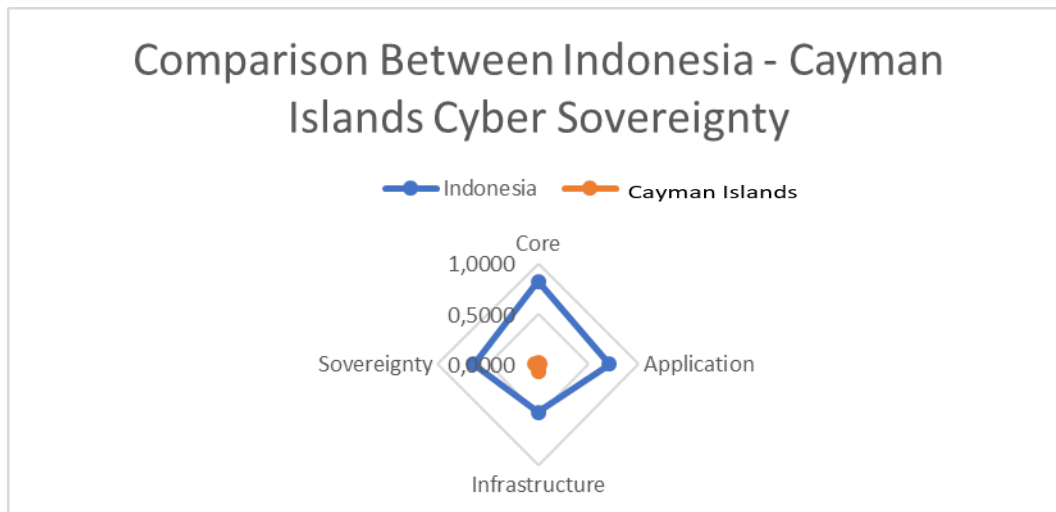 Comparison Between Indonesia - Cayman
Islands Cyber Sovereignty
Indonesia
Cayman Islands
Core
1,0000
0,5000
Sovereignty
0,0000
Application
Infrastructure